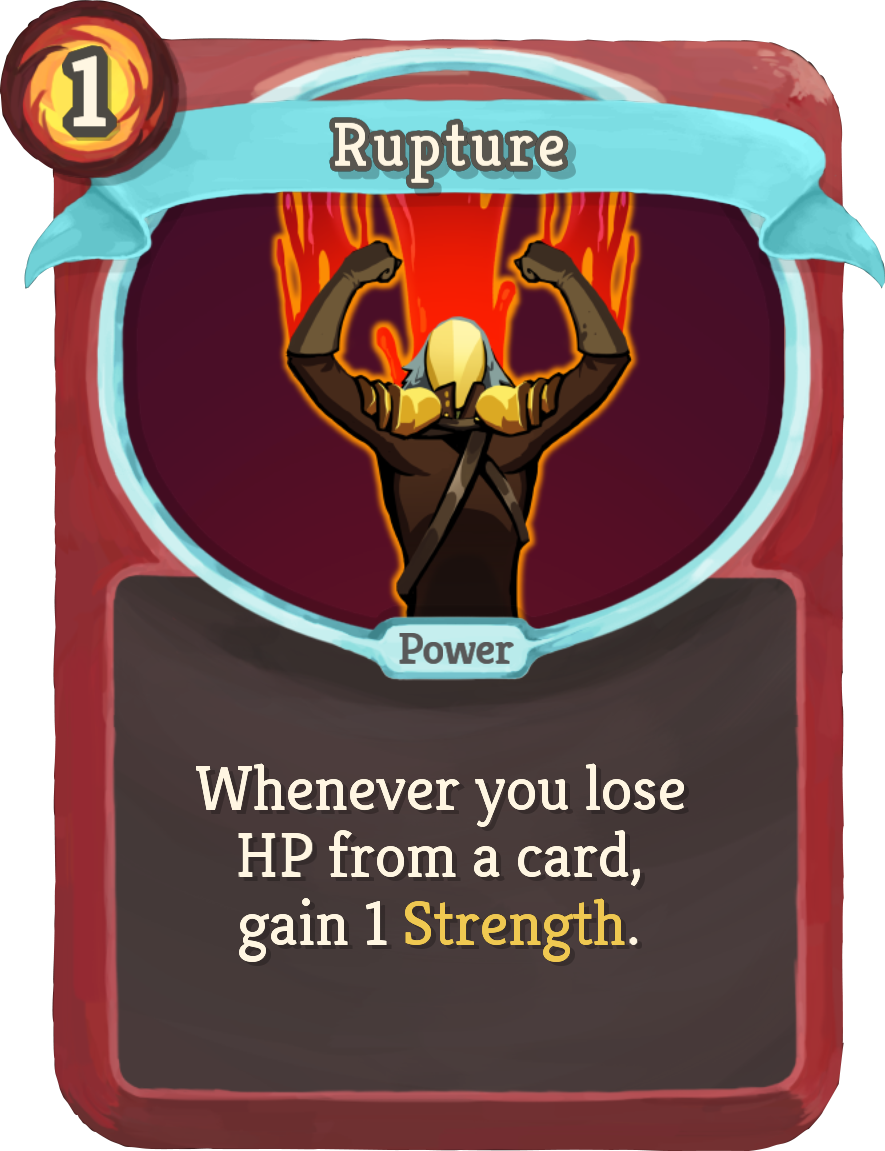 1
Rupture
Power
Whenever you lose
HP from a card,
gain 1 Strength.